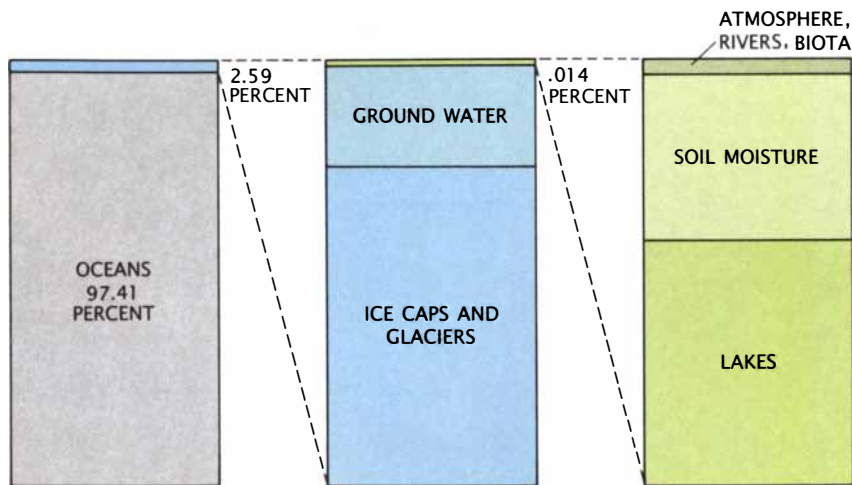 ATMOSPHERE,
RIVERS, BIOTA
2.59
PERCENT
.014
PERCENT
GROUND WATER
SOIL MOISTURE
OCEANS
97.41
PERCENT
ICE CAPS AND
GLACIERS
LAKES